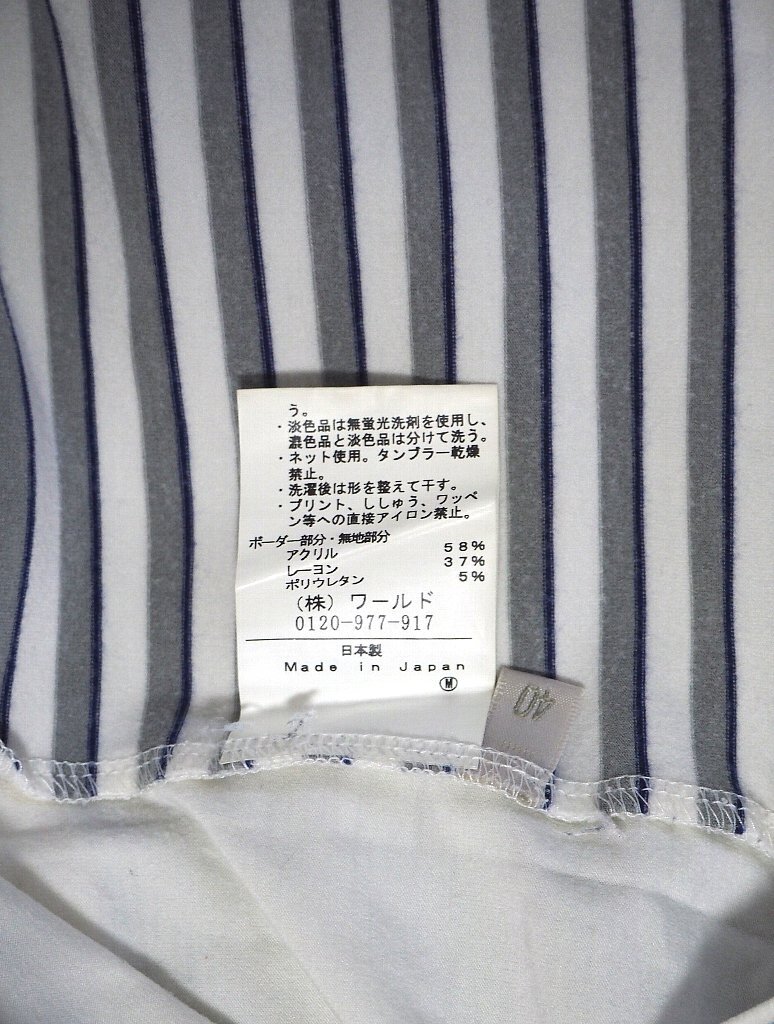 う。
・淡色品は無蛍光洗剤を使用し、
濃色品と淡色品は分けて洗う。
・ネット使用。タンブラー乾燥
禁止。
・洗濯後は形を整えて干す。
・プリント、ししゅう、ワッペ
ン等への直接アイロン禁止。
ボーダー部分・無地部分
アクリル 58%
レーヨン 37%
ポリウレタン 5%
(株) ワールド
0120-977-917
日本製
Made in Japan
Ⓜ
40